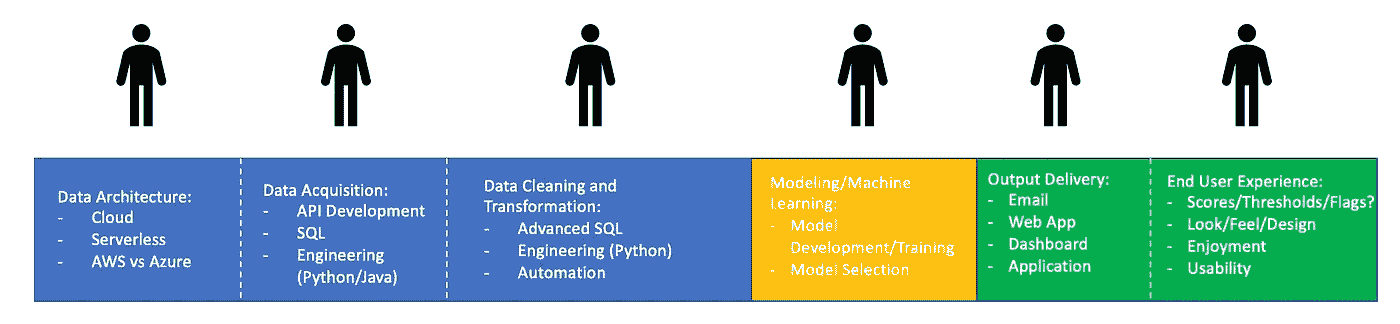 Data Architecture:
- Cloud
- Serverless
- AWS vs Azure
Data Acquisition:
- API Development
- SQL
- Engineering
(Python/Java)
Data Cleaning and
Transformation:
- Advanced SQL
- Engineering (Python)
- Automation
Modeling/Machine
Learning:
- Model
Development/Training
- Model Selection
Output Delivery:
- Email
- Web App
- Dashboard
- Application
End User Experience:
- Scores/Thresholds/Flags?
- Look/Feel/Design
- Enjoyment
- Usability